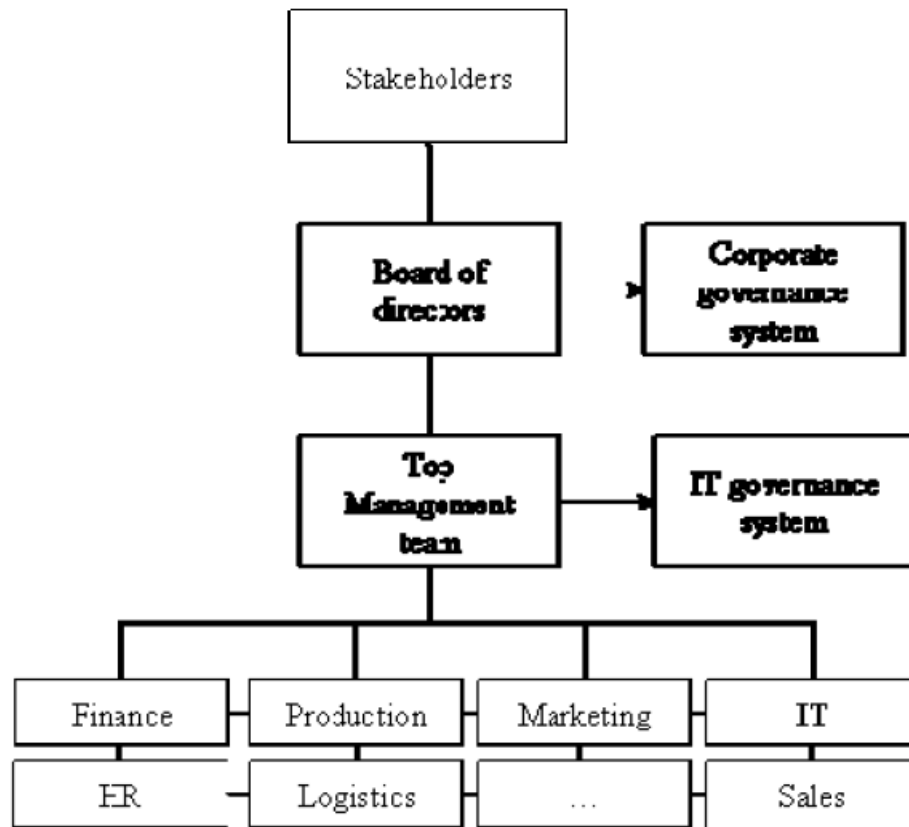 Stakeholders
Board of
directors
Corporate
governance
system
Top
Management
team
IT governance
system
Finance
Production
Marketing
IT
HR
Logistics
...
Sales